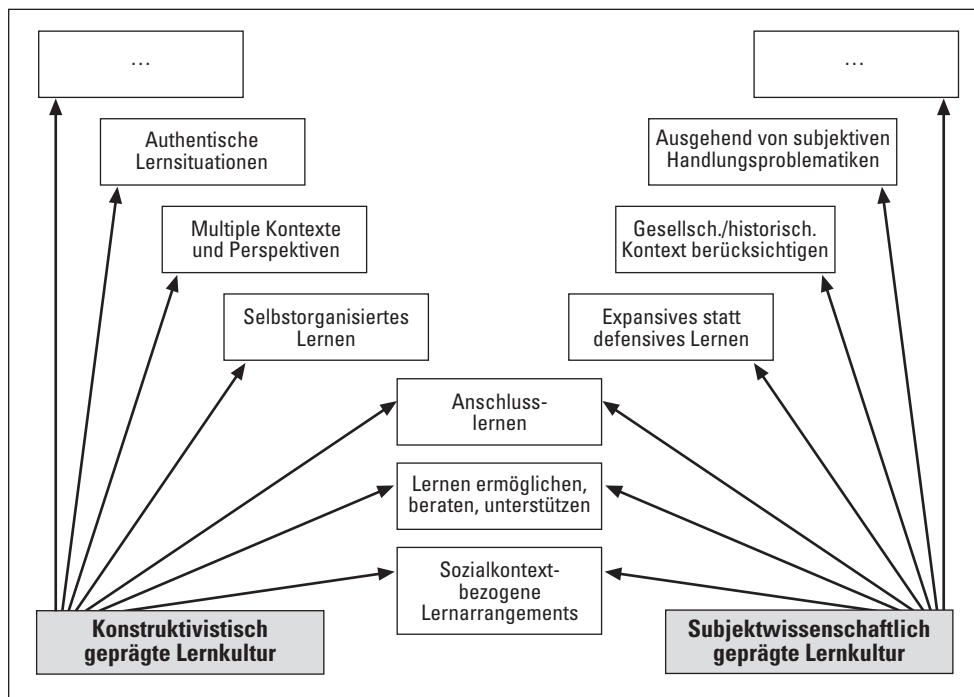 …
…
Authentische
Lernsituationen
Ausgehend von subjektiven
Handlungsproblematiken
Multiple Kontexte
und Perspektiven
Gesellsch./historisch.
Kontext berücksichtigen
Selbstorganisiertes
Lernen
Expansives statt
defensives Lernen
Anschluss-
lernen
Lernen ermöglichen,
beraten, unterstützen
Sozialkontext-
bezogene
Lernarrangements
Konstruktivistisch
geprägte Lernkultur
Subjektwissenschaftlich
geprägte Lernkultur